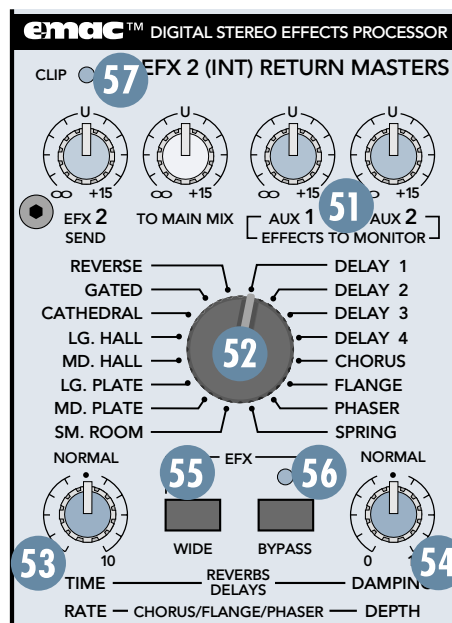 emac™ DIGITAL STEREO EFFECTS PROCESSOR
CLIP 57 EFX 2 (INT) RETURN MASTERS
U U U U
∞ +15 ∞ +15 ∞ +15 ∞ +15
EFX 2 SEND
TO MAIN MIX
AUX 1 51 AUX 2
EFFECTS TO MONITOR
REVERSE DELAY 1
GATED DELAY 2
CATHEDRAL DELAY 3
LG. HALL DELAY 4
52
MD. HALL CHORUS
LG. PLATE FLANGE
MD. PLATE PHASER
SM. ROOM SPRING
NORMAL EFX NORMAL
55 56
53 10 0 54
WIDE BYPASS
TIME REVERBS DELAYS DAMPING
RATE CHORUS/FLANGE/PHASER DEPTH